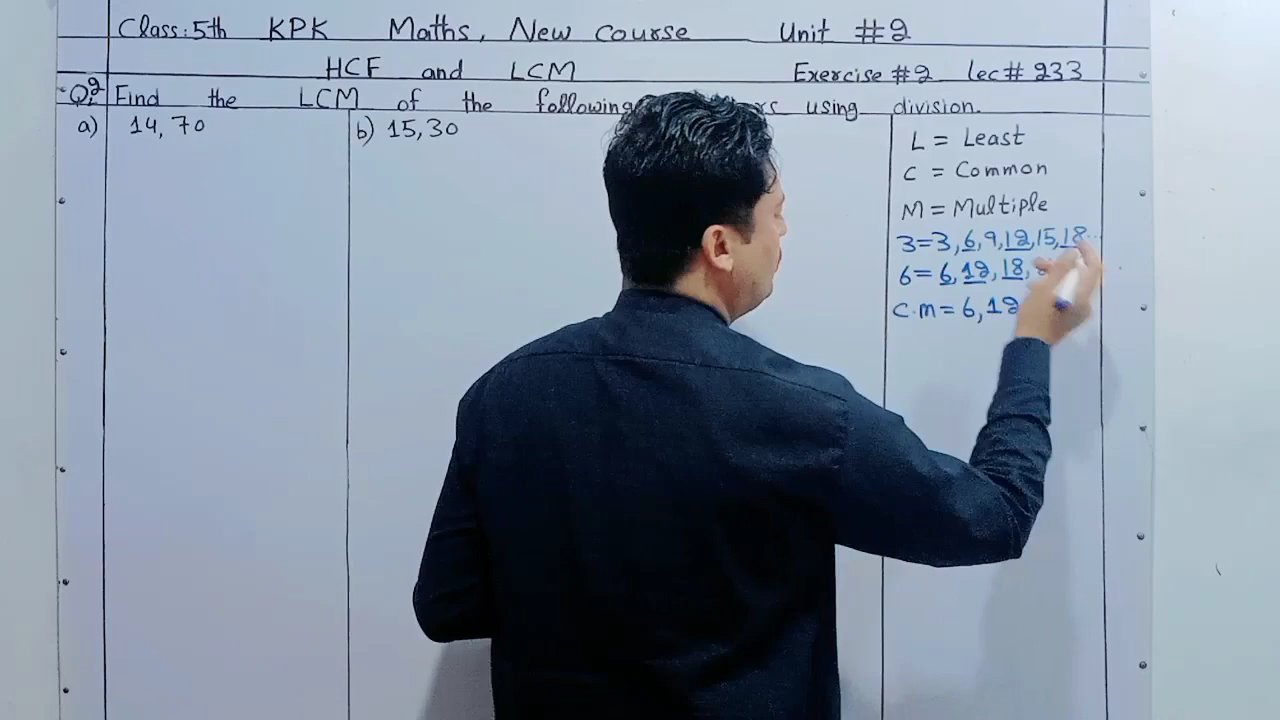 Class: 5th KPK Maths, New Course Unit #2
HCF and LCM Exercise #2 lec# 233
Q2: Find the LCM of the following using division.
a) 14, 70
b) 15, 30
L = Least
C = Common
M = Multiple
3 = 3, 6, 9, 12, 15, 18...
6 = 6, 12, 18,
C.M = 6, 12